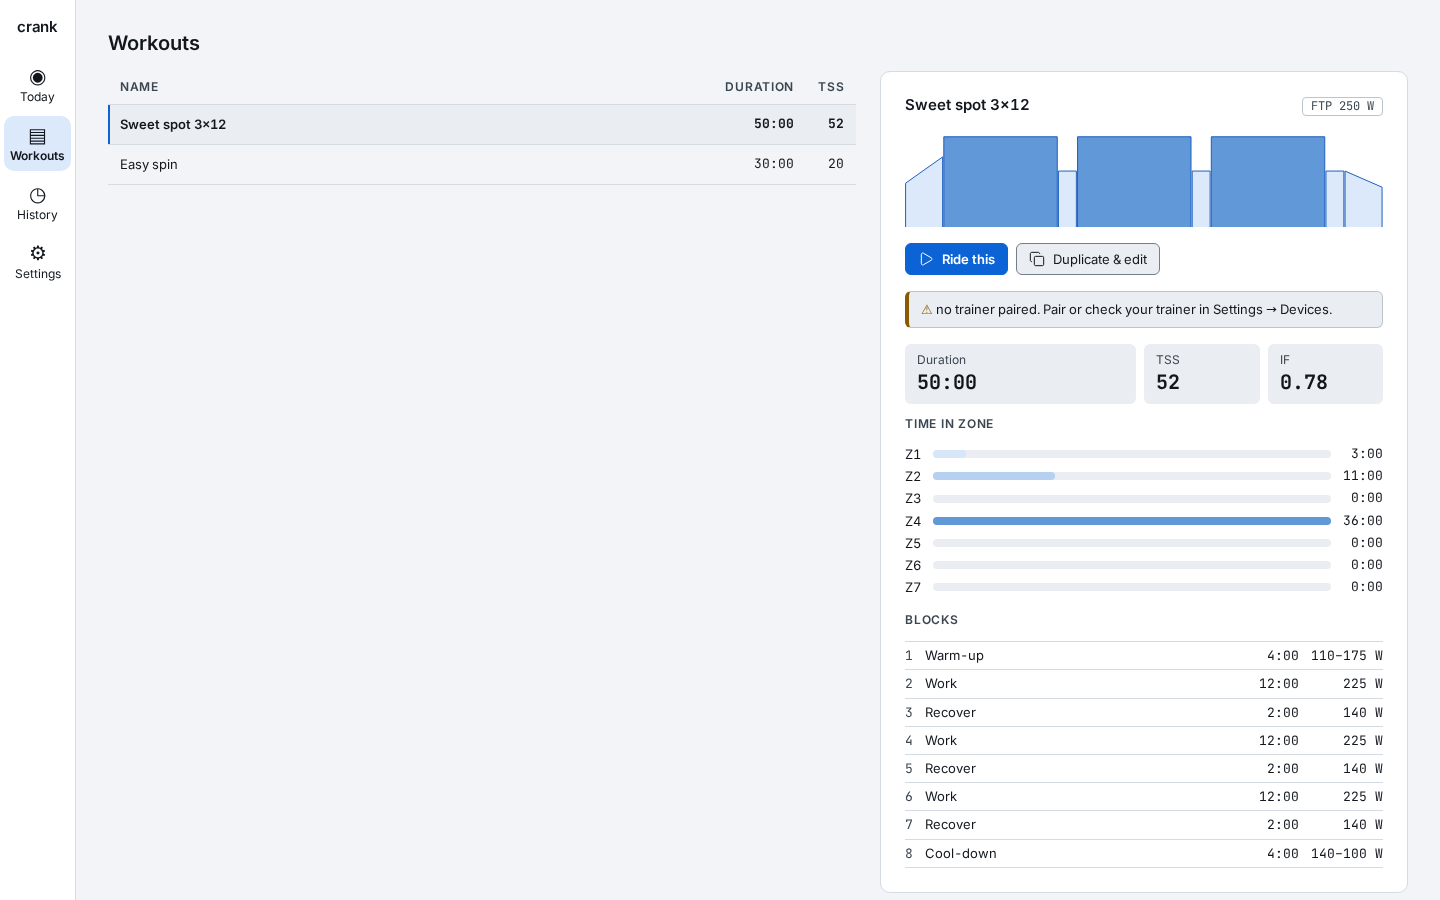 crank
Today
Workouts
History
Settings
Workouts
NAME DURATION TSS
Sweet spot 3×12 50:00 52
Easy spin 30:00 20
Sweet spot 3×12 FTP 250 W
Ride this Duplicate & edit
⚠ no trainer paired. Pair or check your trainer in Settings → Devices.
Duration TSS IF
50:00 52 0.78
TIME IN ZONE
Z1 3:00
Z2 11:00
Z3 0:00
Z4 36:00
Z5 0:00
Z6 0:00
Z7 0:00
BLOCKS
1 Warm-up 4:00 110–175 W
2 Work 12:00 225 W
3 Recover 2:00 140 W
4 Work 12:00 225 W
5 Recover 2:00 140 W
6 Work 12:00 225 W
7 Recover 2:00 140 W
8 Cool-down 4:00 140–100 W